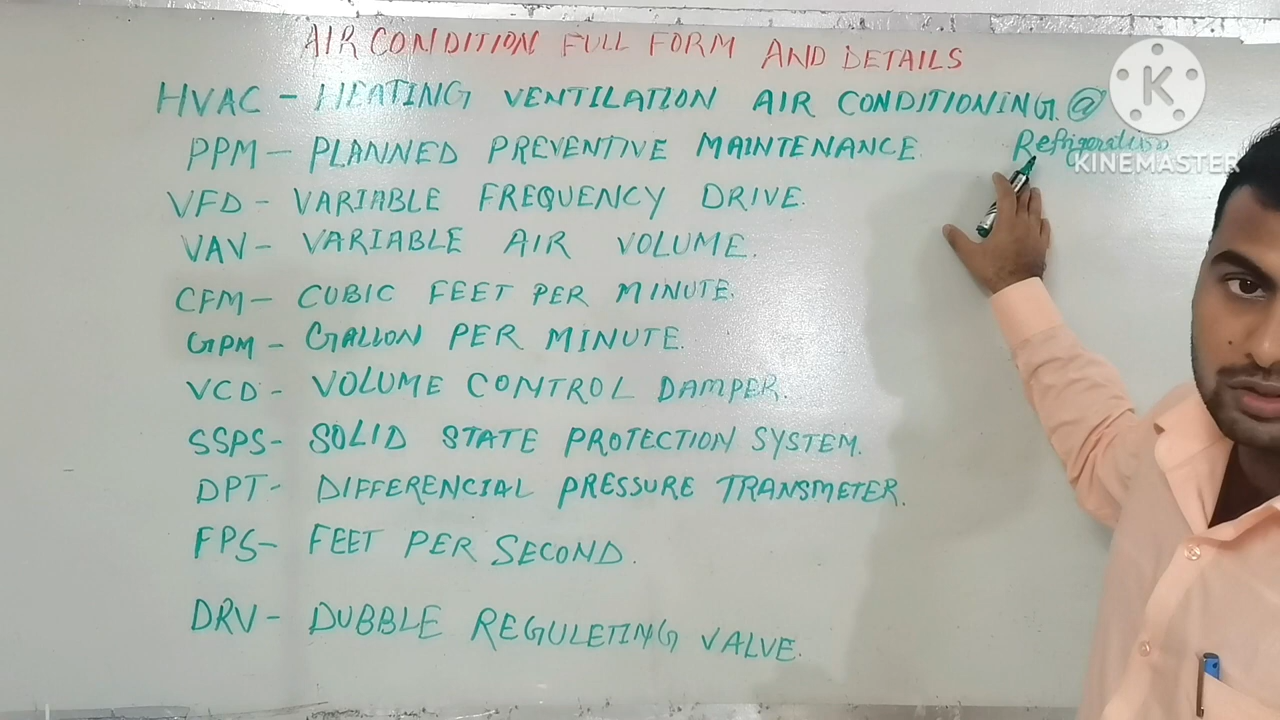 AIR CONDITION FULL FORM AND DETAILS
HVAC - HEATING VENTILATION AIR CONDITIONING. @
Refrigeration
PPM - PLANNED PREVENTIVE MAINTENANCE
KINEMASTER
VFD - VARIABLE FREQUENCY DRIVE.
VAV - VARIABLE AIR VOLUME.
CFM - CUBIC FEET PER MINUTE.
GPM - GALLON PER MINUTE.
VCD - VOLUME CONTROL DAMPER.
SSPS - SOLID STATE PROTECTION SYSTEM.
DPT - DIFFERENCIAL PRESSURE TRANSMETER.
FPS - FEET PER SECOND.
DRV - DUBBLE REGULETING VALVE.